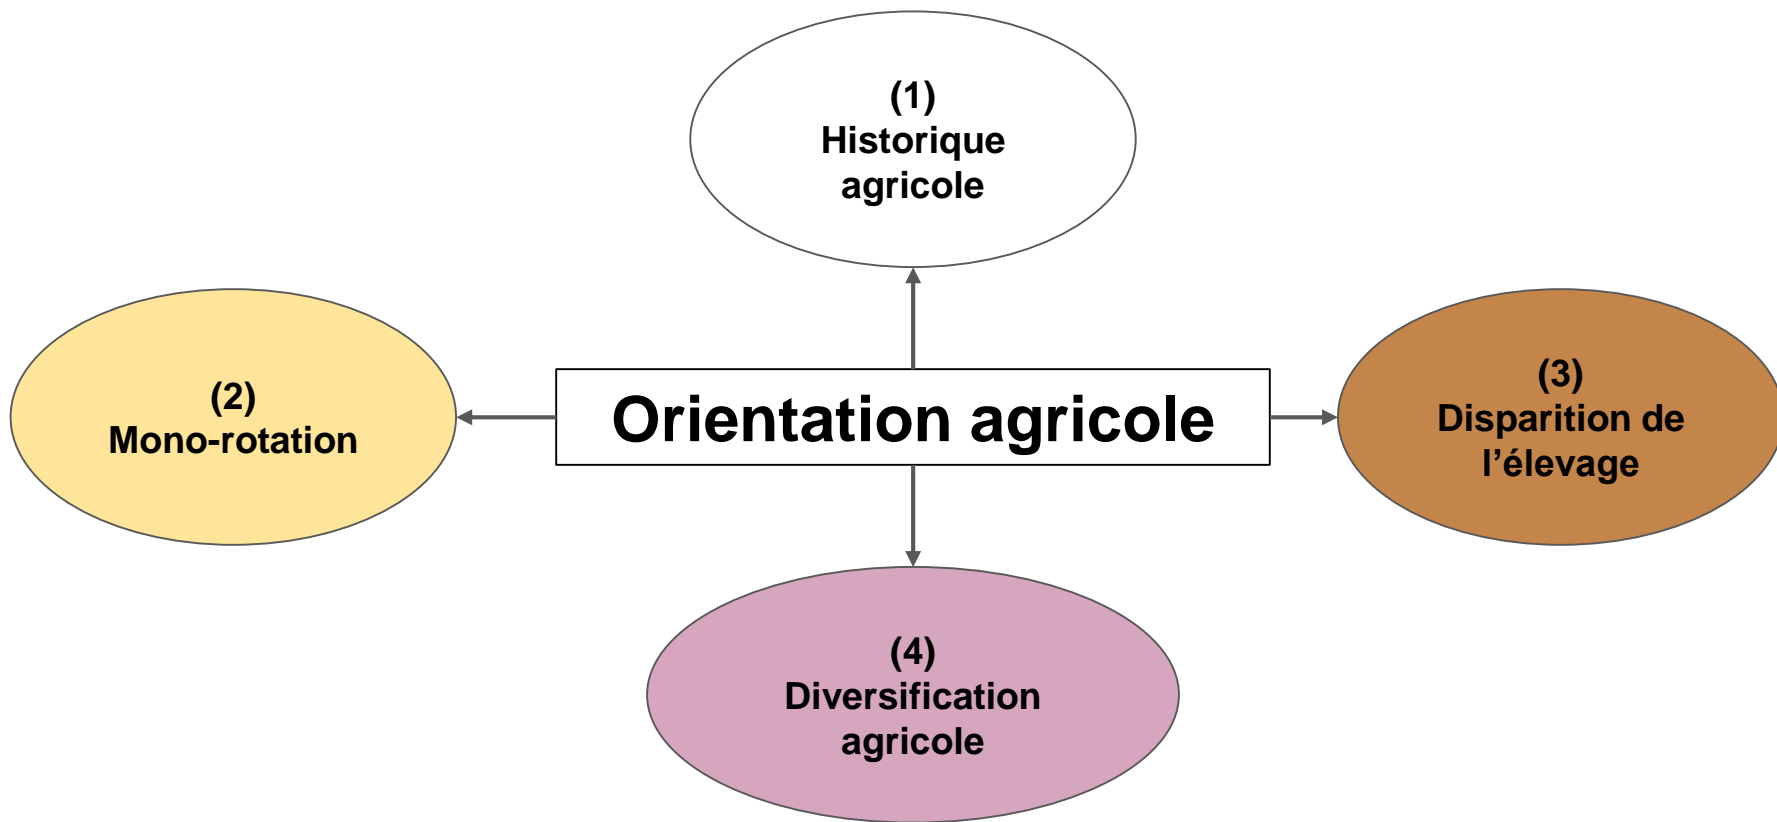 (1)
Historique
agricole
(2)
Mono-rotation
Orientation agricole
(3)
Disparition de
l’élevage
(4)
Diversification
agricole